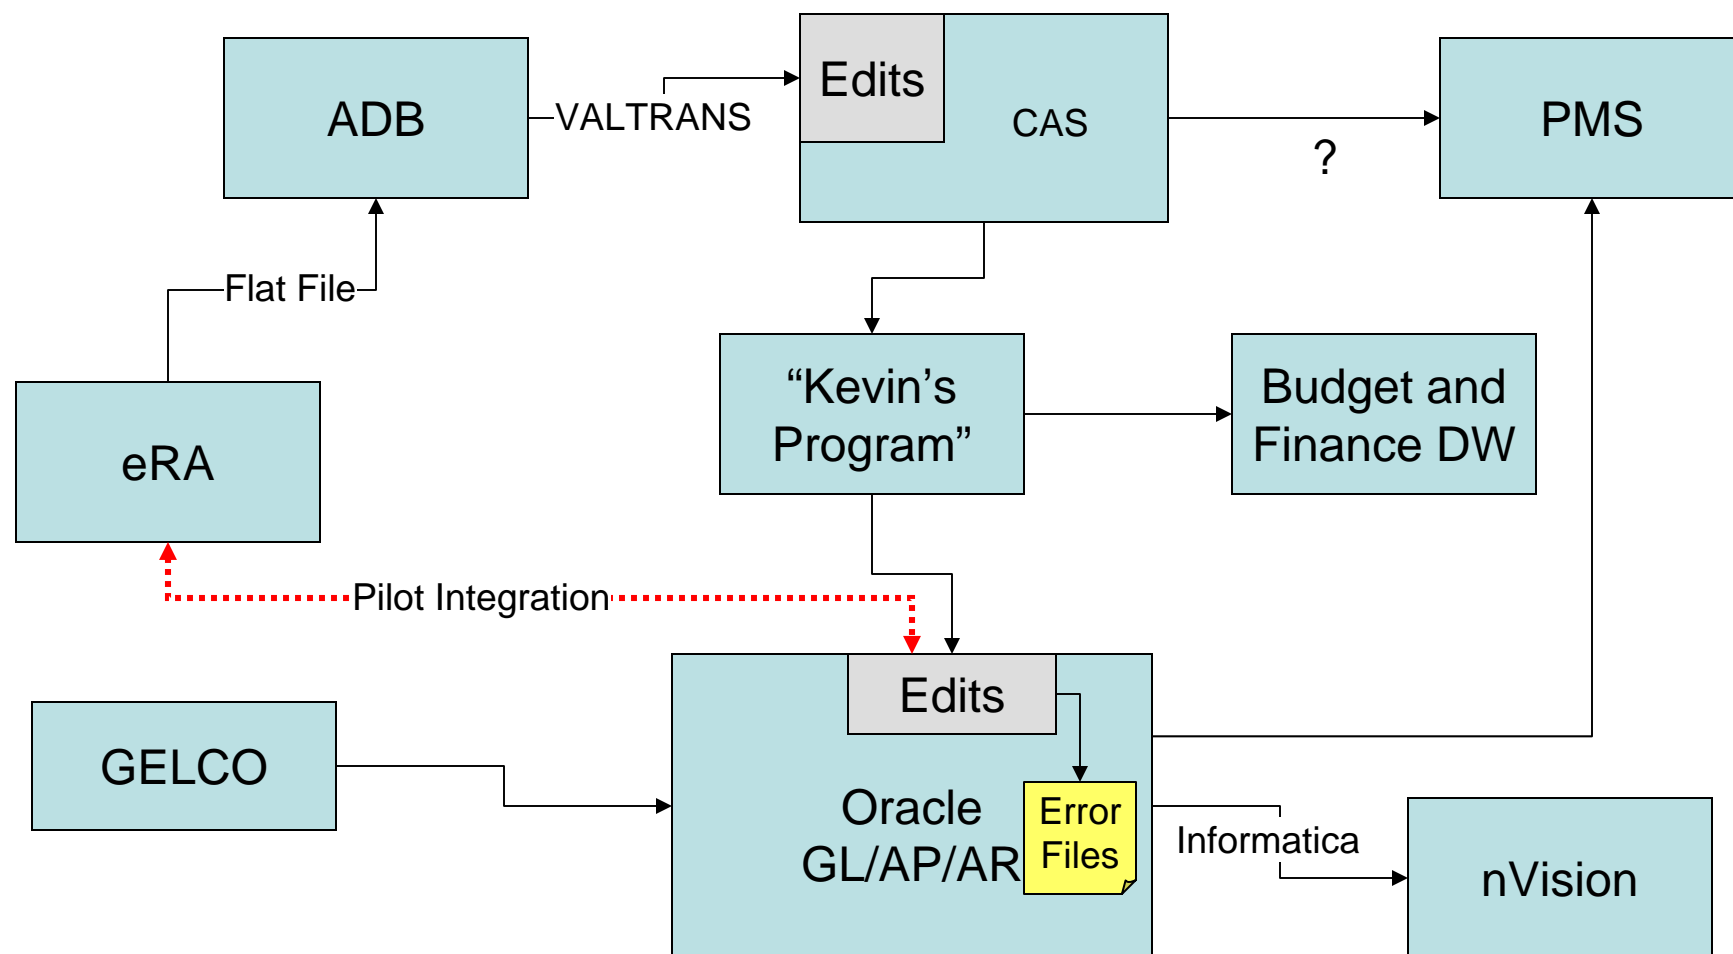 ADB
VALTRANS
Edits
CAS
?
PMS
Flat File
eRA
“Kevin’s
Program”
Budget and
Finance DW
Pilot Integration
Edits
GELCO
Oracle
GL/AP/AR
Error
Files
Informatica
nVision